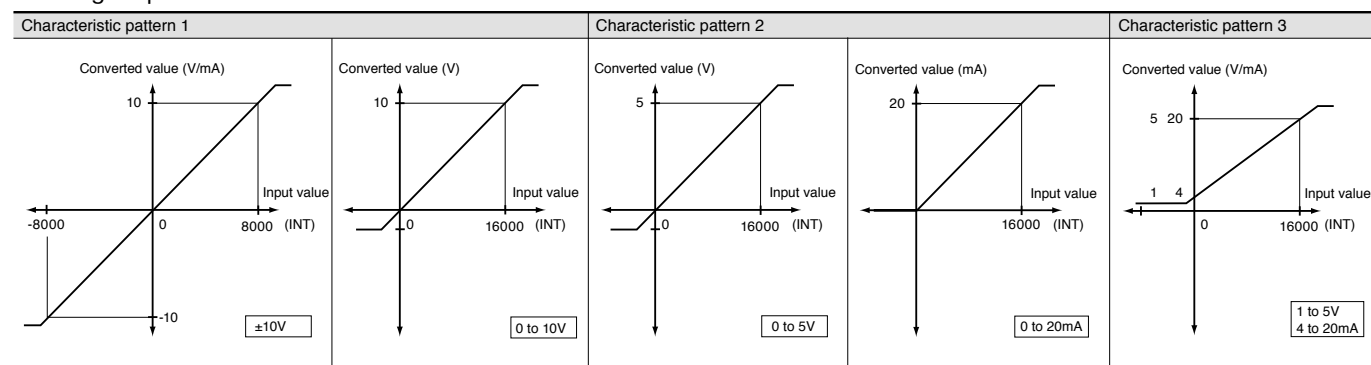 Characteristic pattern 1
Characteristic pattern 2
Characteristic pattern 3
Converted value (V/mA)
10
Input value
-8000
0
8000 (INT)
-10
±10V
Converted value (V)
10
Input value
0
16000 (INT)
0 to 10V
Converted value (V)
5
Input value
0
16000 (INT)
0 to 5V
Converted value (mA)
20
Input value
16000 (INT)
0 to 20mA
Converted value (V/mA)
5 20
1 4
Input value
0
16000 (INT)
1 to 5V
4 to 20mA